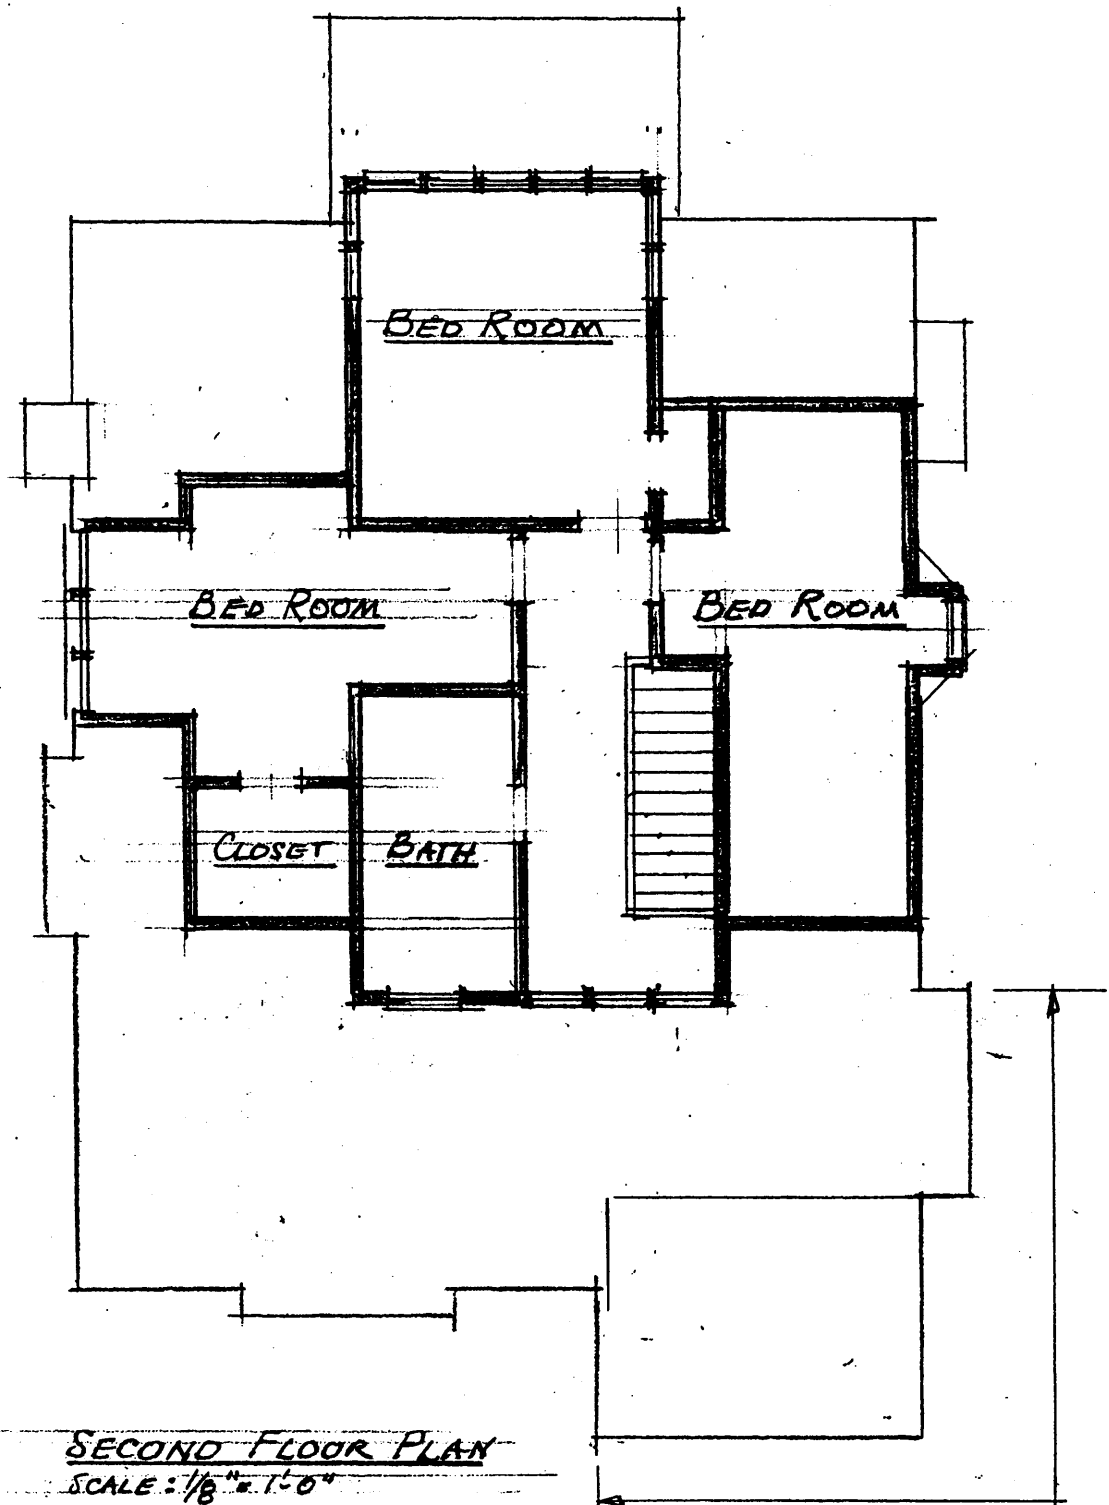 BED ROOM
BED ROOM
BED ROOM
CLOSET
BATH
SECOND FLOOR PLAN
SCALE: 1/8" = 1'-0"